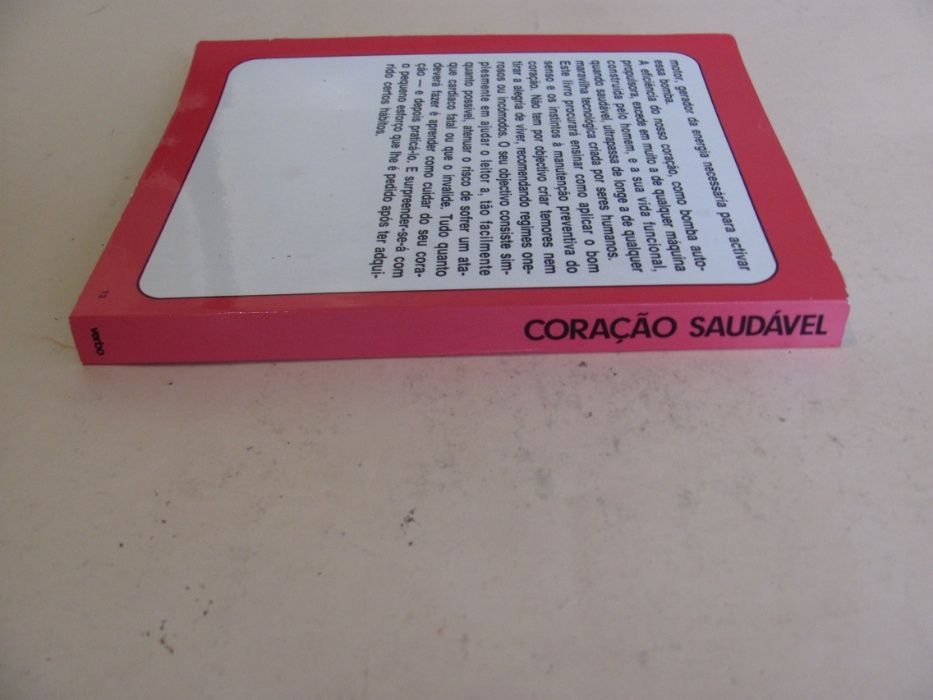 motor, gerador da energia necessária para activar
essa bomba.
A eficiência do nosso coração, como bomba auto-
propulsora, excede em muito a de qualquer máquina
construída pelo homem, e a sua vida funcional,
quando saudável, ultrapassa de longe a de qualquer
maravilha tecnológica criada por seres humanos.
Este livro procurará ensinar como aplicar o bom
senso e os instintos à manutenção preventiva do
coração. Não tem por objectivo criar temores nem
tirar a alegria de viver, recomendando regimes one-
rosos ou incómodos. O seu objectivo consiste sim-
plesmente em ajudar o leitor a, tão facilmente
quanto possível, atenuar o risco de sofrer um ata-
que cardíaco fatal ou que o invalide. Tudo quanto
deverá fazer é aprender como cuidar do seu cora-
ção — e depois praticá-lo. E surpreender-se-á com
o pequeno esforço que lhe é pedido após ter adqui-
rido certos hábitos.
CORAÇÃO SAUDÁVEL
verbo